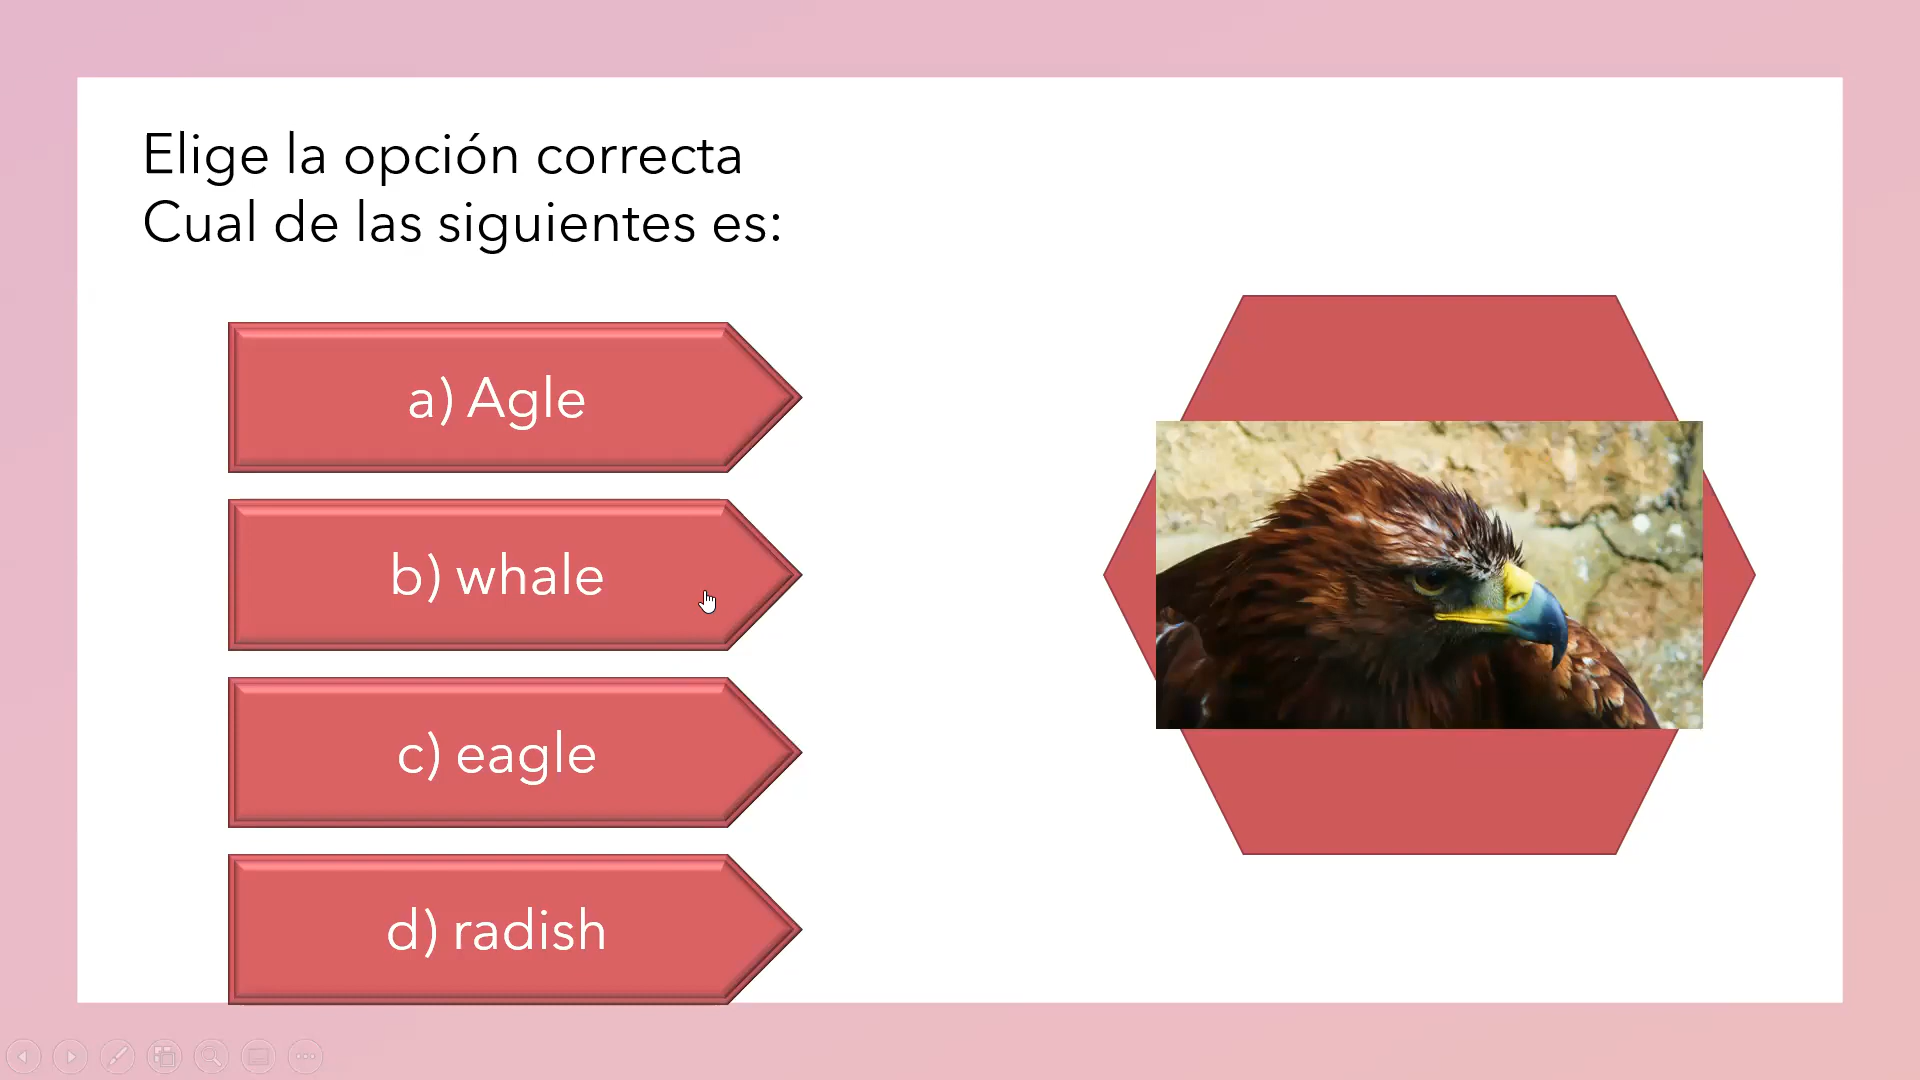 Elige la opción correcta
Cual de las siguientes es:
a) Agle
b) whale
c) eagle
d) radish